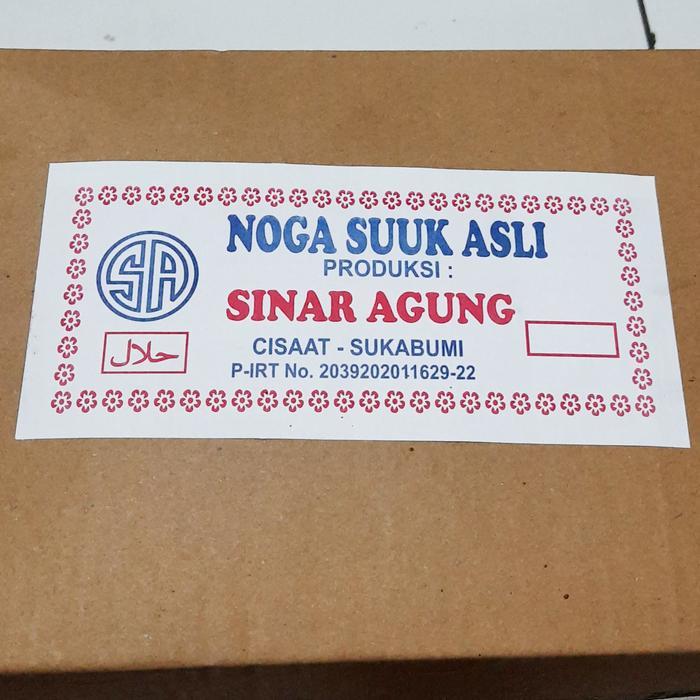 NOGA SUUK ASLI
PRODUKSI :
SA
SINAR AGUNG
حلال
CISAAT - SUKABUMI
P-IRT No. 2039202011629-22